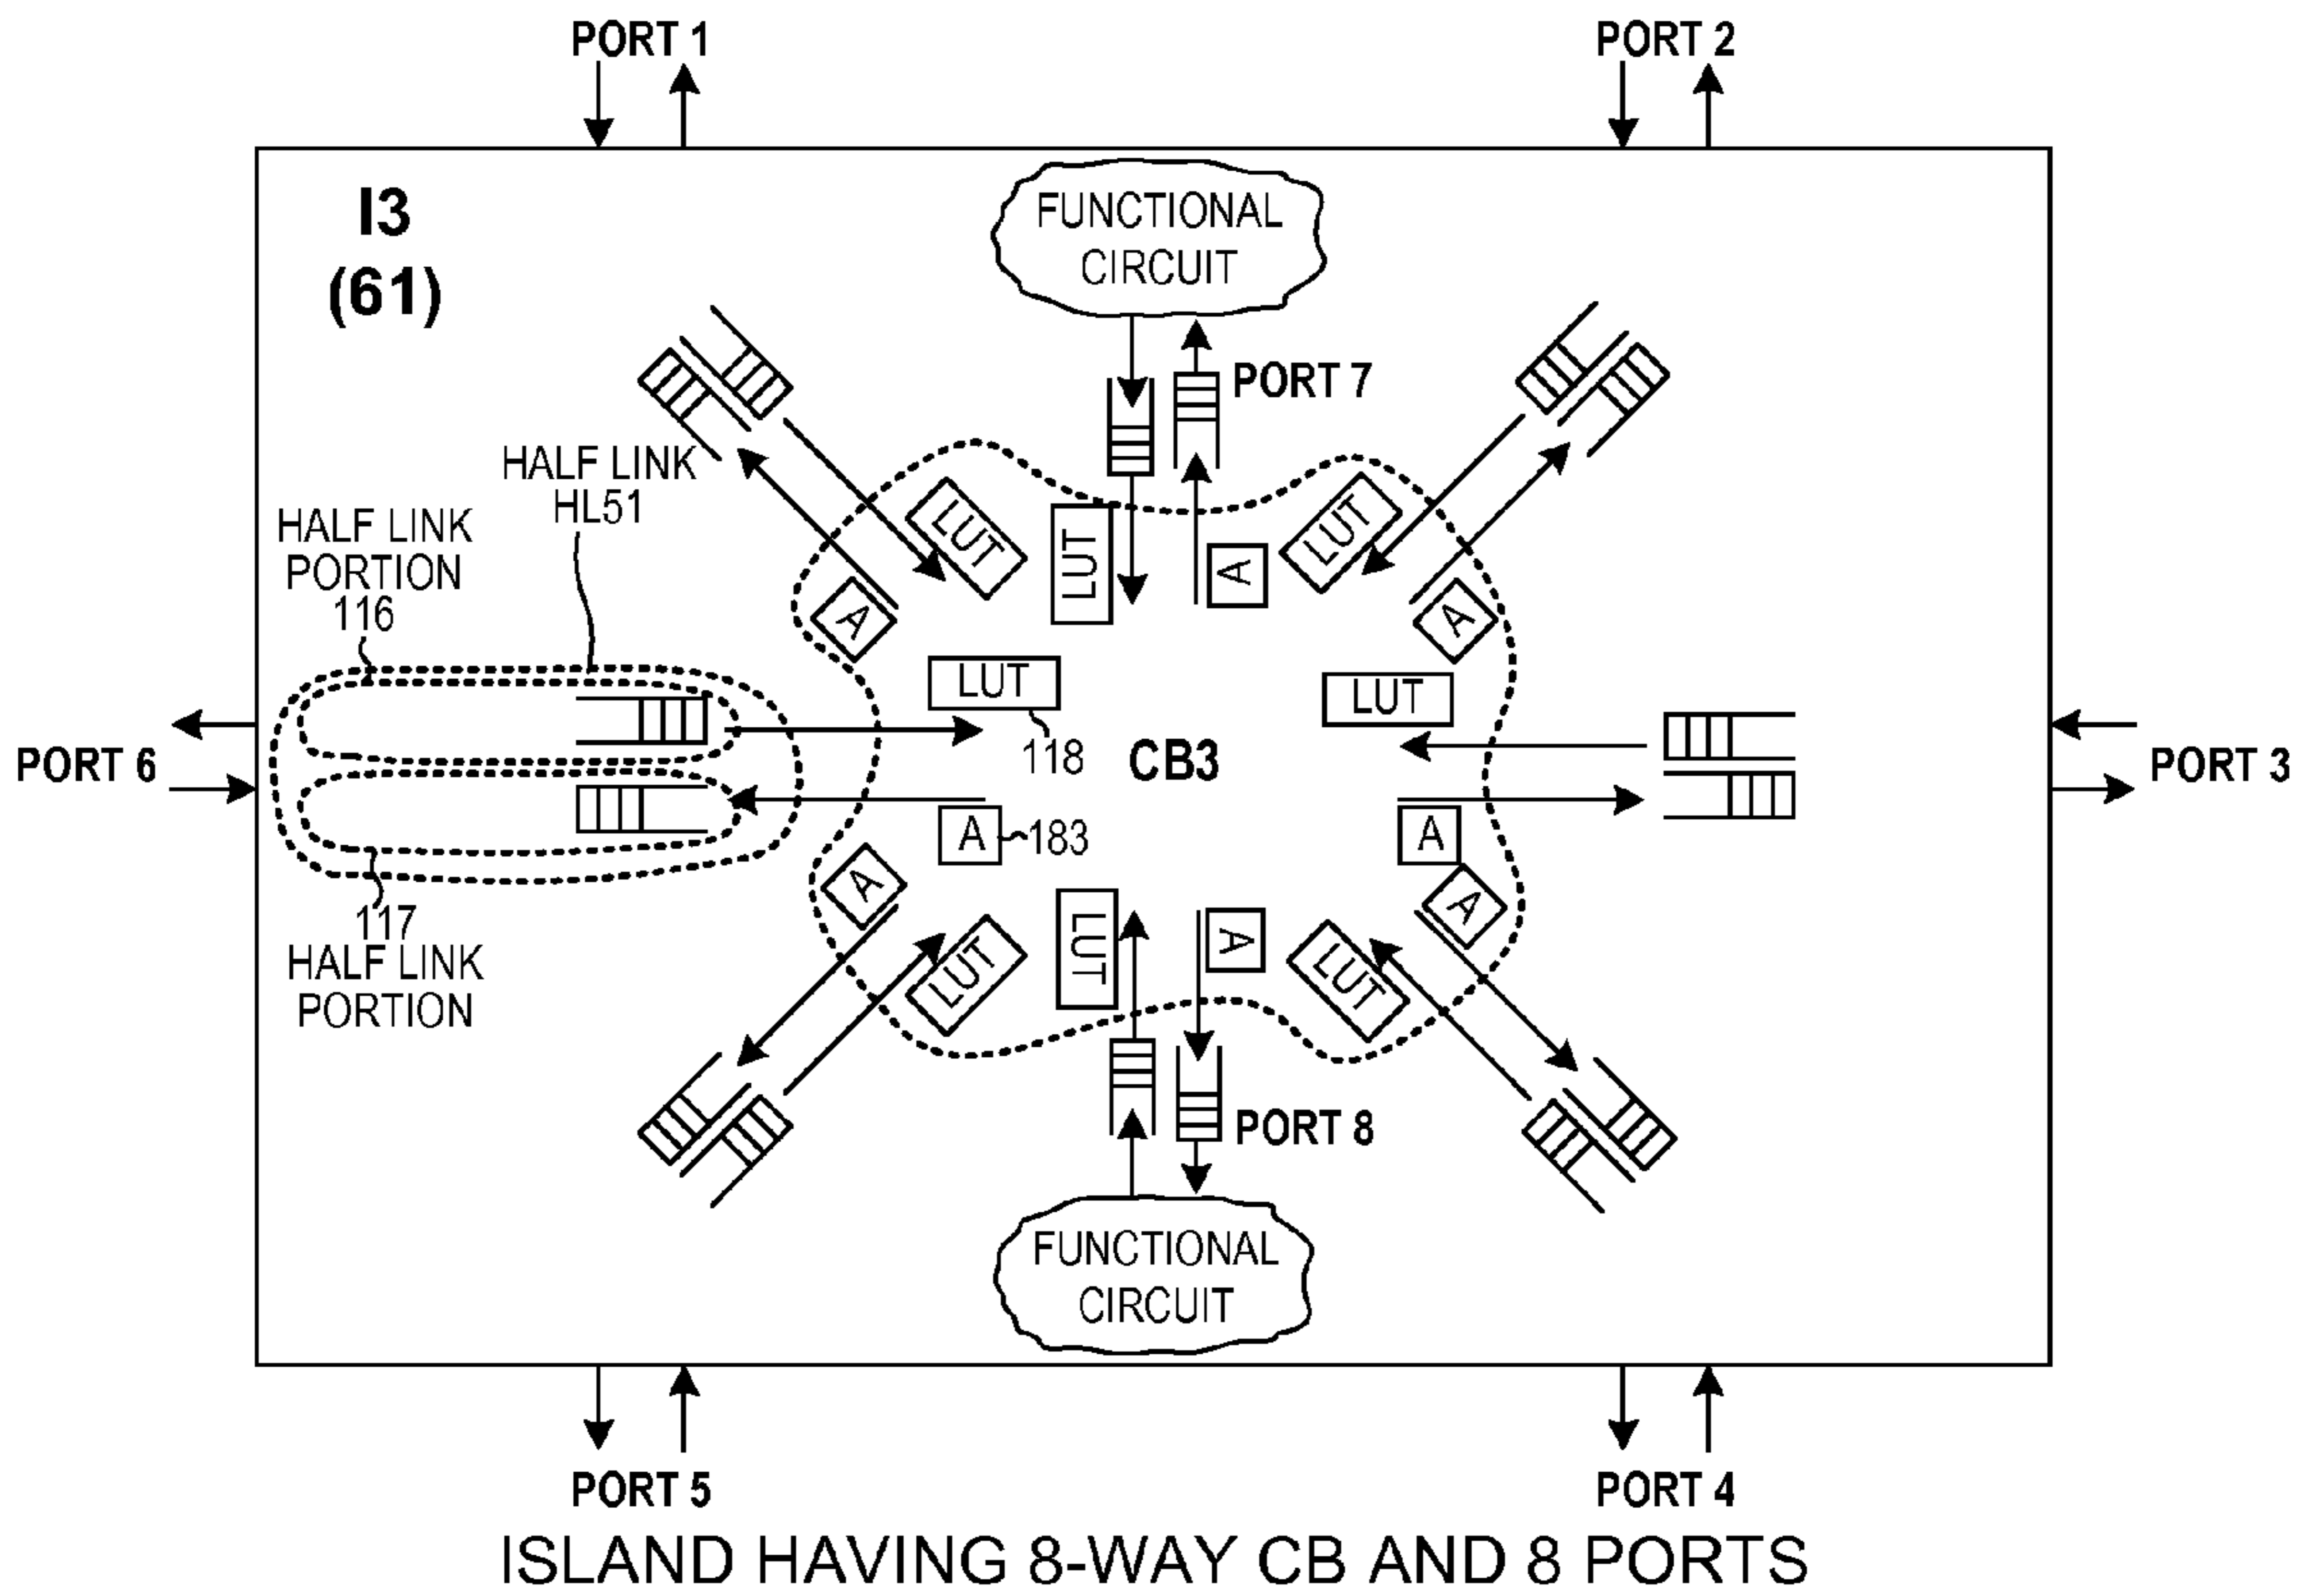 PORT 1
PORT 2
I3
(61)
FUNCTIONAL
CIRCUIT
PORT 7
HALF LINK
HL51
HALF LINK
PORTION
116
LUT
LUT
A
LUT
A
A
LUT
118
LUT
PORT 6
CB3
PORT 3
A
183
A
A
A
117
HALF LINK
PORTION
LUT
LUT
A
LUT
PORT 8
FUNCTIONAL
CIRCUIT
PORT 5
PORT 4
ISLAND HAVING 8-WAY CB AND 8 PORTS